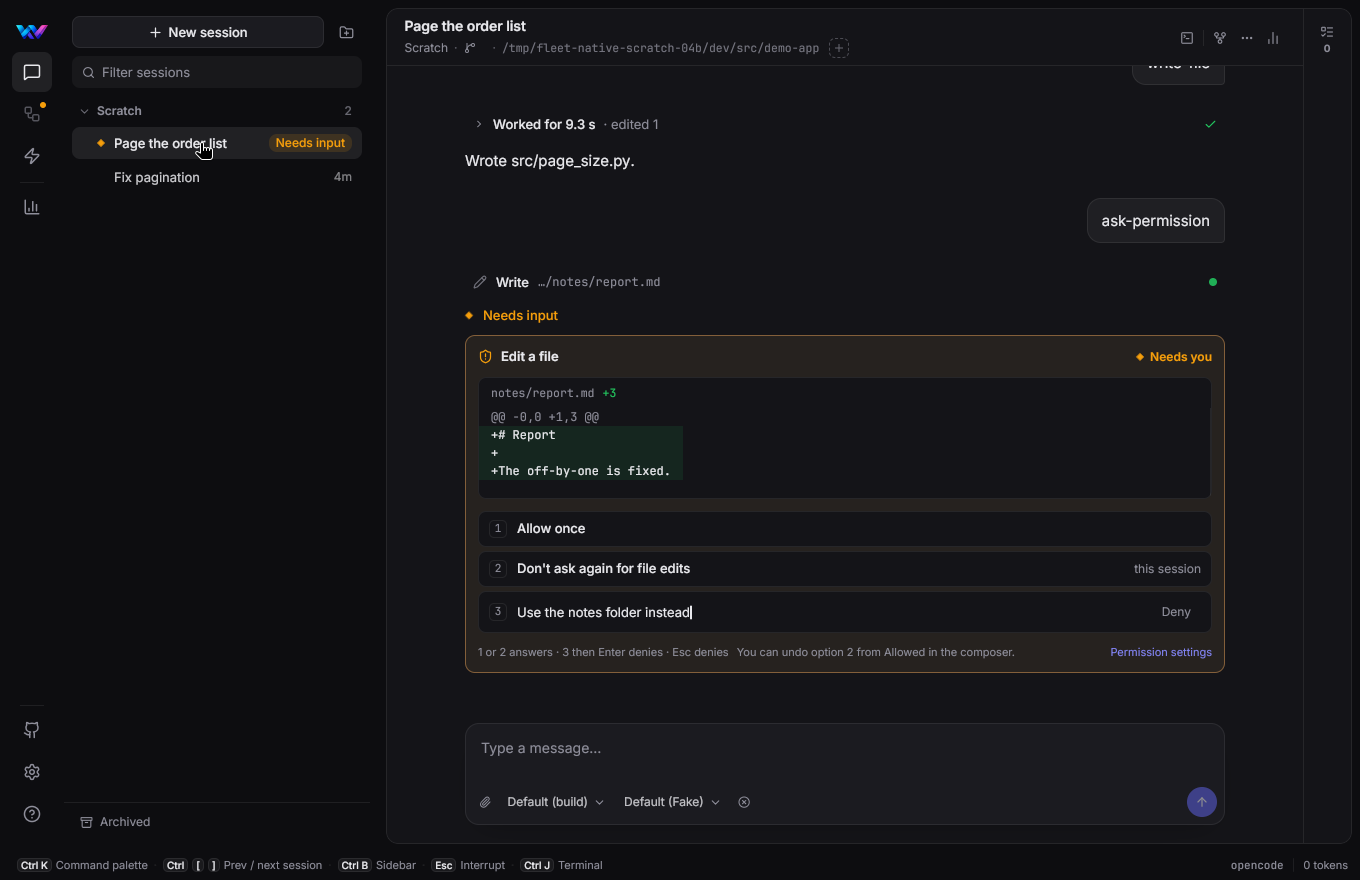 New session
Filter sessions
Scratch 2
Page the order list Needs input
Fix pagination 4m
Archived
Page the order list
Scratch · · /tmp/fleet-native-scratch-04b/dev/src/demo-app
0
write-file
Worked for 9.3 s · edited 1
Wrote src/page_size.py.
ask-permission
Write …/notes/report.md
Needs input
Edit a file Needs you
notes/report.md +3
@@ -0,0 +1,3 @@
+# Report
+
+The off-by-one is fixed.
1 Allow once
2 Don't ask again for file edits this session
3 Use the notes folder instead Deny
1 or 2 answers · 3 then Enter denies · Esc denies You can undo option 2 from Allowed in the composer. Permission settings
Type a message...
Default (build) Default (Fake)
Ctrl K Command palette · Ctrl [ ] Prev / next session · Ctrl B Sidebar · Esc Interrupt · Ctrl J Terminal opencode 0 tokens